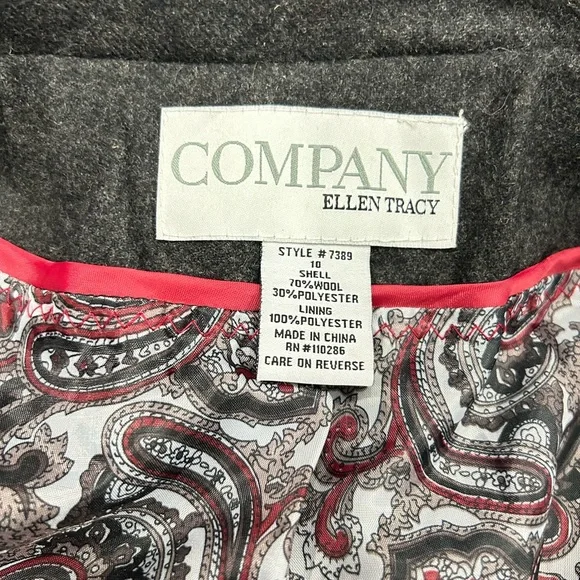 COMPANY
ELLEN TRACY
STYLE # 7389
10
SHELL
70%WOOL
30%POLYESTER
LINING
100%POLYESTER
MADE IN CHINA
RN #110286
CARE ON REVERSE